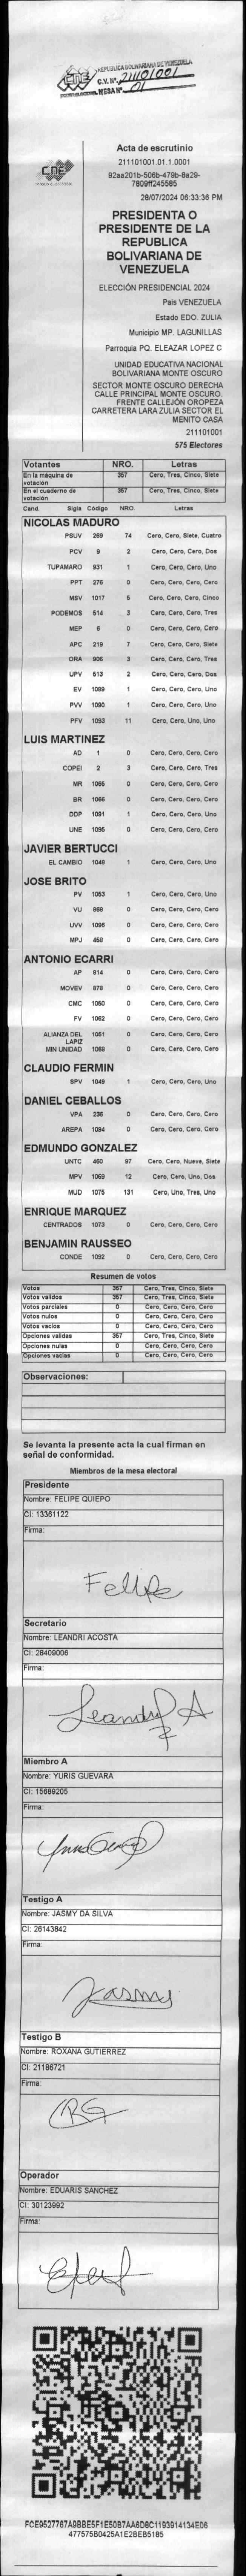 REPUBLICA BOLIVARIANA DE VENEZUELA
CNE
C.V. Nº 211101001
MESA Nº 01
Acta de escrutinio
211101001.01.1.0001
CNE
92aa201b-506b-479b-8a29-
7809ff245585
28/07/2024 06:33:36 PM
PRESIDENTA O
PRESIDENTE DE LA
REPUBLICA
BOLIVARIANA DE
VENEZUELA
ELECCIÓN PRESIDENCIAL 2024
Pais VENEZUELA
Estado EDO. ZULIA
Municipio MP. LAGUNILLAS
Parroquia PQ. ELEAZAR LOPEZ C
UNIDAD EDUCATIVA NACIONAL
BOLIVARIANA MONTE OSCURO
SECTOR MONTE OSCURO DERECHA
CALLE PRINCIPAL MONTE OSCURO.
FRENTE CALLEJÓN OROPEZA
CARRETERA LARA ZULIA SECTOR EL
MENITO CASA
211101001
575 Electores
Votantes NRO. Letras
En la máquina de votación 357 Cero, Tres, Cinco, Siete
En el cuaderno de votación 357 Cero, Tres, Cinco, Siete
Cand. Sigla Código NRO. Letras
NICOLAS MADURO
PSUV 269 74 Cero, Cero, Siete, Cuatro
PCV 9 2 Cero, Cero, Cero, Dos
TUPAMARO 931 1 Cero, Cero, Cero, Uno
PPT 276 0 Cero, Cero, Cero, Cero
MSV 1017 5 Cero, Cero, Cero, Cinco
PODEMOS 514 3 Cero, Cero, Cero, Tres
MEP 6 0 Cero, Cero, Cero, Cero
APC 219 7 Cero, Cero, Cero, Siete
ORA 906 3 Cero, Cero, Cero, Tres
UPV 613 2 Cero, Cero, Cero, Dos
EV 1089 1 Cero, Cero, Cero, Uno
PVV 1090 1 Cero, Cero, Cero, Uno
PFV 1093 11 Cero, Cero, Uno, Uno
LUIS MARTINEZ
AD 1 0 Cero, Cero, Cero, Cero
COPEI 2 3 Cero, Cero, Cero, Tres
MR 1065 0 Cero, Cero, Cero, Cero
BR 1066 0 Cero, Cero, Cero, Cero
DDP 1091 1 Cero, Cero, Cero, Uno
UNE 1095 0 Cero, Cero, Cero, Cero
JAVIER BERTUCCI
EL CAMBIO 1048 1 Cero, Cero, Cero, Uno
JOSE BRITO
PV 1053 1 Cero, Cero, Cero, Uno
VU 868 0 Cero, Cero, Cero, Cero
UVV 1096 0 Cero, Cero, Cero, Cero
MPJ 458 0 Cero, Cero, Cero, Cero
ANTONIO ECARRI
AP 814 0 Cero, Cero, Cero, Cero
MOVEV 879 0 Cero, Cero, Cero, Cero
CMC 1060 0 Cero, Cero, Cero, Cero
FV 1062 0 Cero, Cero, Cero, Cero
ALIANZA DEL LAPIZ 1061 0 Cero, Cero, Cero, Cero
MIN UNIDAD 1068 0 Cero, Cero, Cero, Cero
CLAUDIO FERMIN
SPV 1049 1 Cero, Cero, Cero, Uno
DANIEL CEBALLOS
VPA 236 0 Cero, Cero, Cero, Cero
AREPA 1094 0 Cero, Cero, Cero, Cero
EDMUNDO GONZALEZ
UNTC 460 97 Cero, Cero, Nueve, Siete
MPV 1069 12 Cero, Cero, Uno, Dos
MUD 1075 131 Cero, Uno, Tres, Uno
ENRIQUE MARQUEZ
CENTRADOS 1073 0 Cero, Cero, Cero, Cero
BENJAMIN RAUSSEO
CONDE 1092 0 Cero, Cero, Cero, Cero
Resumen de votos
Votos 357 Cero, Tres, Cinco, Siete
Votos validos 357 Cero, Tres, Cinco, Siete
Votos parciales 0 Cero, Cero, Cero, Cero
Votos nulos 0 Cero, Cero, Cero, Cero
Votos vacios 0 Cero, Cero, Cero, Cero
Opciones validas 357 Cero, Tres, Cinco, Siete
Opciones nulas 0 Cero, Cero, Cero, Cero
Opciones vacias 0 Cero, Cero, Cero, Cero
Observaciones:
Se levanta la presente acta la cual firman en
señal de conformidad.
Miembros de la mesa electoral
Presidente
Nombre: FELIPE QUIEPO
CI: 13361122
Firma:
Felipe
Secretario
Nombre: LEANDRI ACOSTA
CI: 28409006
Firma:
Leandry A
Miembro A
Nombre: YURIS GUEVARA
CI: 15689205
Firma:
Testigo A
Nombre: JASMY DA SILVA
CI: 26143842
Firma:
Jasmy
Testigo B
Nombre: ROXANA GUTIERREZ
CI: 21186721
Firma:
RG
Operador
Nombre: EDUARIS SANCHEZ
CI: 30123992
Firma:
FCE9527767A9BBE5F1E50B7AA6D8C1193914134E08
477575B0425A1E2BEB5185